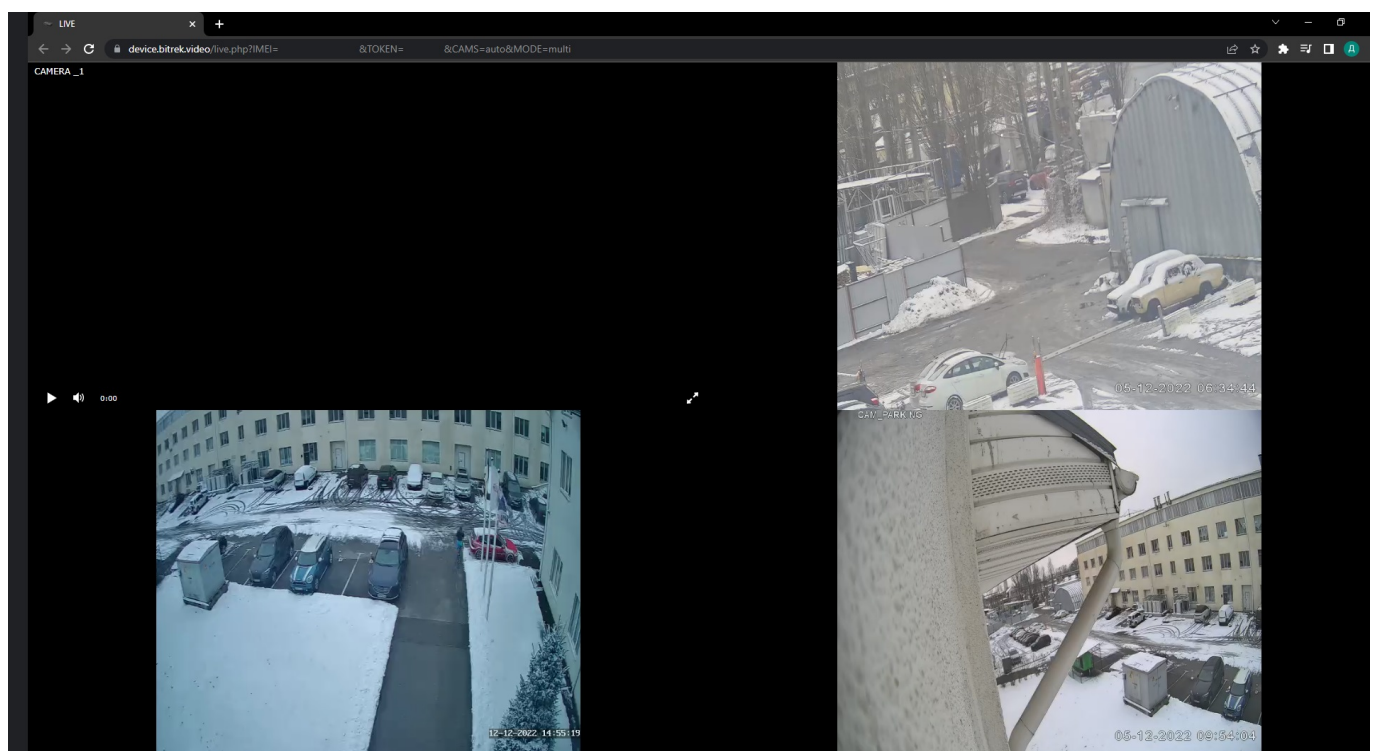 LIVE
device.bitrek.video/live.php?IMEI= &TOKEN= &CAMS=auto&MODE=multi
Д
CAMERA _1
05-12-2022 06:34:44
0:00
CAM_PARKING
12-12-2022 14:55:19
05-12-2022 09:54:04